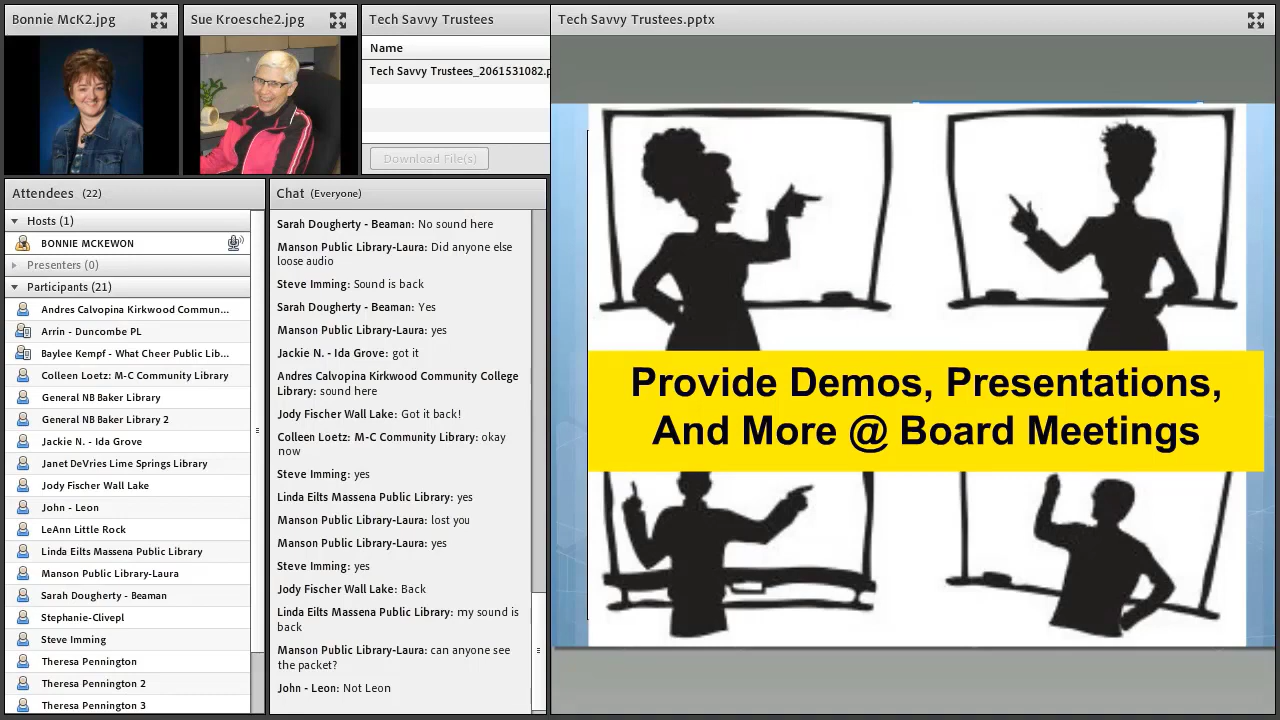 Bonnie McK2.jpg
Sue Kroesche2.jpg
Tech Savvy Trustees
Name
Tech Savvy Trustees_2061531082.p
Download File(s)
Attendees (22)
Hosts (1)
BONNIE MCKEWON
Presenters (0)
Participants (21)
Andres Calvopina Kirkwood Commun...
Arrin - Duncombe PL
Baylee Kempf - What Cheer Public Lib...
Colleen Loetz: M-C Community Library
General NB Baker Library
General NB Baker Library 2
Jackie N. - Ida Grove
Janet DeVries Lime Springs Library
Jody Fischer Wall Lake
John - Leon
LeAnn Little Rock
Linda Eilts Massena Public Library
Manson Public Library-Laura
Sarah Dougherty - Beaman
Stephanie-Clivepl
Steve Imming
Theresa Pennington
Theresa Pennington 2
Theresa Pennington 3
Chat (Everyone)
Sarah Dougherty - Beaman: No sound here
Manson Public Library-Laura: Did anyone else
loose audio
Steve Imming: Sound is back
Sarah Dougherty - Beaman: Yes
Manson Public Library-Laura: yes
Jackie N. - Ida Grove: got it
Andres Calvopina Kirkwood Community College
Library: sound here
Jody Fischer Wall Lake: Got it back!
Colleen Loetz: M-C Community Library: okay
now
Steve Imming: yes
Linda Eilts Massena Public Library: yes
Manson Public Library-Laura: lost you
Manson Public Library-Laura: yes
Steve Imming: yes
Jody Fischer Wall Lake: Back
Linda Eilts Massena Public Library: my sound is
back
Manson Public Library-Laura: can anyone see
the packet?
John - Leon: Not Leon
Tech Savvy Trustees.pptx
Provide Demos, Presentations,
And More @ Board Meetings